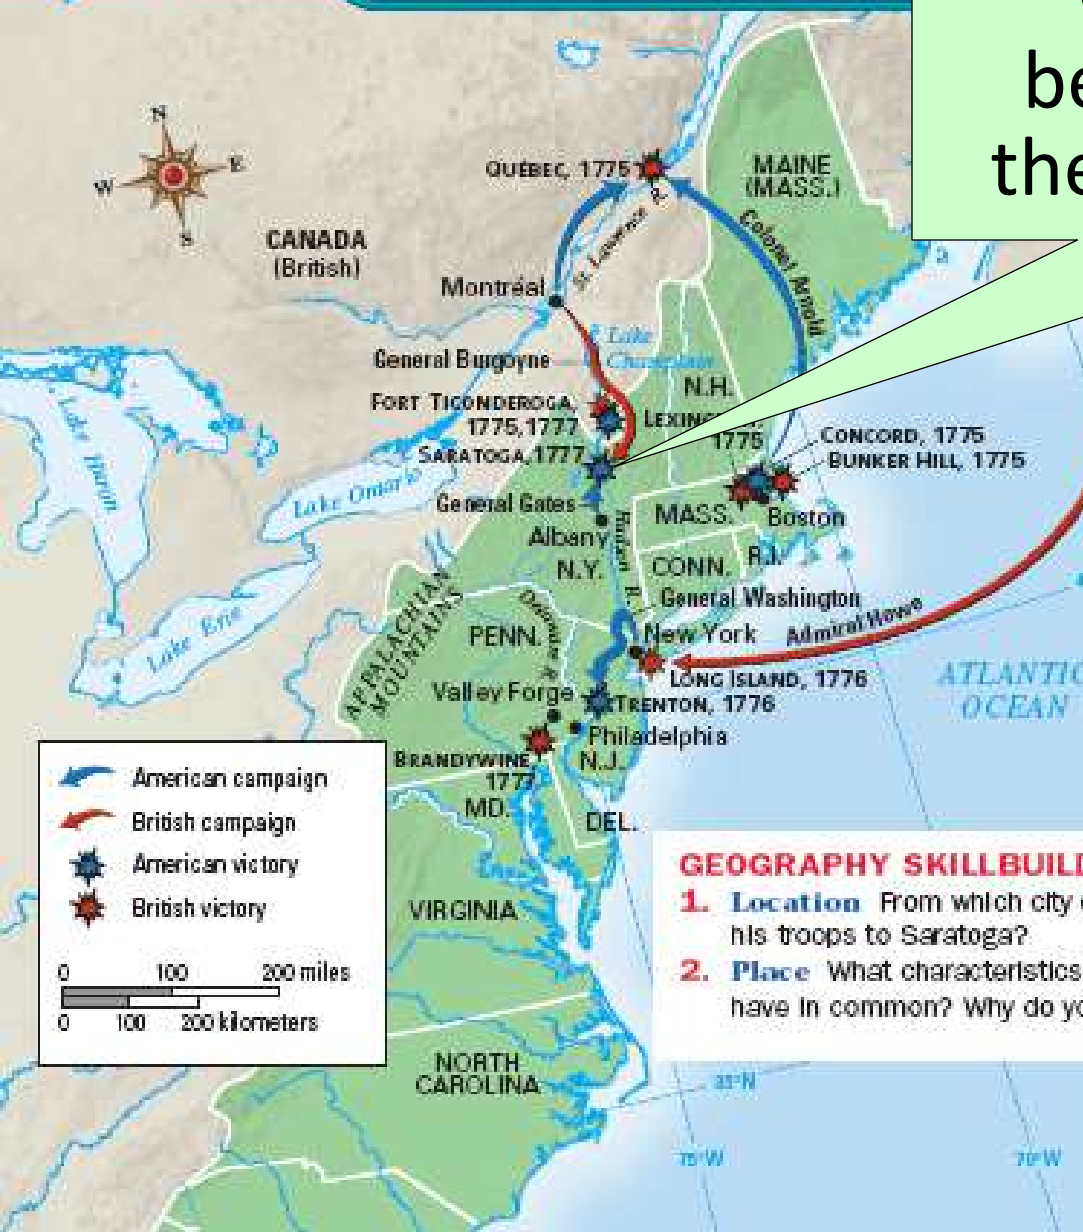 be
the
N
W
E
S
QUÉBEC, 1775
MAINE
(MASS.)
St. Lawrence R.
CANADA
(British)
Colonel Arnold
Montréal
Lake
Champlain
General Burgoyne
N.H.
FORT TICONDEROGA,
1775, 1777
1775
SARATOGA, 1777
CONCORD, 1775
BUNKER HILL, 1775
Lake Huron
Lake Ontario
General Gates
MASS.
Boston
Albany
Hudson R.
N.Y.
CONN.
R.I.
APPALACHIAN
MOUNTAINS
Delaware R.
General Washington
Lake Erie
PENN.
New York
Admiral Howe
LONG ISLAND, 1776
ATLANTIC
OCEAN
Valley Forge
TRENTON, 1776
Philadelphia
BRANDYWINE,
1777
N.J.
MD.
DEL.
American campaign
British campaign
American victory
British victory
0 100 200 miles
0 100 200 kilometers
VIRGINIA
GEOGRAPHY SKILLBUILD
1. Location From which city
his troops to Saratoga?
2. Place What characteristics
have in common? Why do yo
NORTH
CAROLINA
75°W
70°W